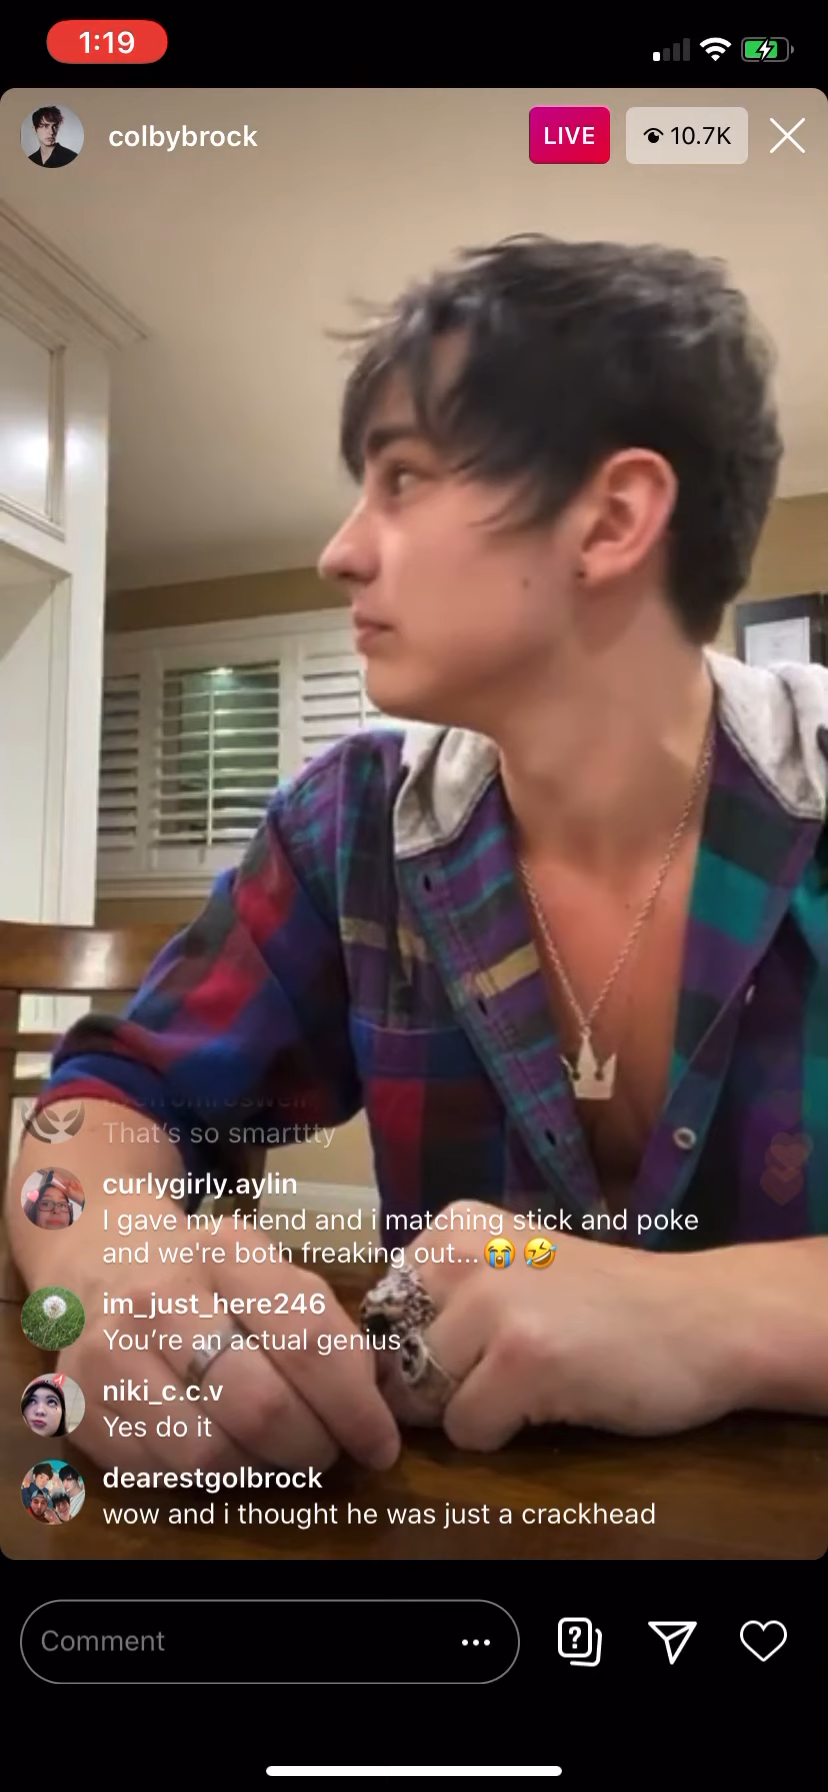 1:19
colbybrock
LIVE
10.7K
That's so smarttty
curlygirly.aylin
I gave my friend and i matching stick and poke
and we're both freaking out...😭🤣
im_just_here246
You're an actual genius
niki_c.c.v
Yes do it
dearestgolbrock
wow and i thought he was just a crackhead
Comment